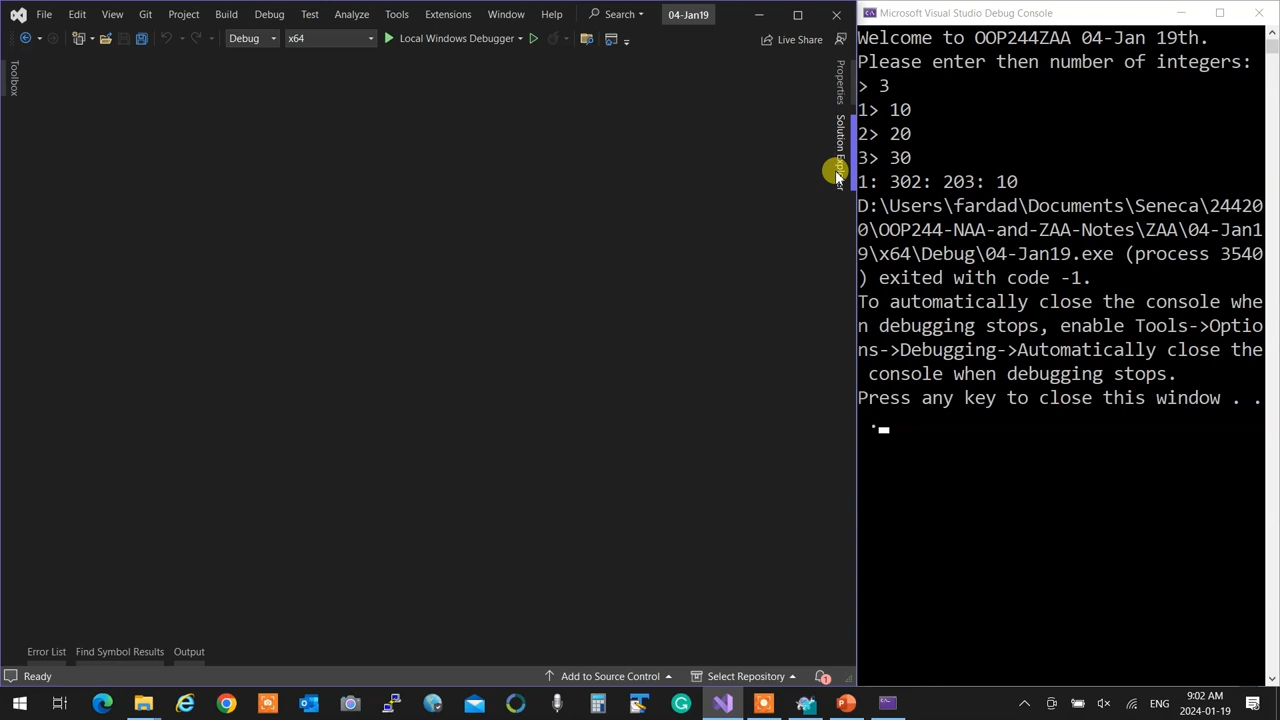 File Edit View Git Project Build Debug Test Analyze Tools Extensions Window Help Search 04-Jan19
Debug x64 Local Windows Debugger Live Share
Toolbox
Properties
Solution Explorer
Error List Find Symbol Results Output
Ready Add to Source Control Select Repository 1
Microsoft Visual Studio Debug Console
Welcome to OOP244ZAA 04-Jan 19th.
Please enter then number of integers:
> 3
1> 10
2> 20
3> 30
1: 302: 203: 10
D:\Users\fardad\Documents\Seneca\24420
0\OOP244-NAA-and-ZAA-Notes\ZAA\04-Jan1
9\x64\Debug\04-Jan19.exe (process 3540
) exited with code -1.
To automatically close the console whe
n debugging stops, enable Tools->Optio
ns->Debugging->Automatically close the
console when debugging stops.
Press any key to close this window . .
.
ENG
9:02 AM
2024-01-19